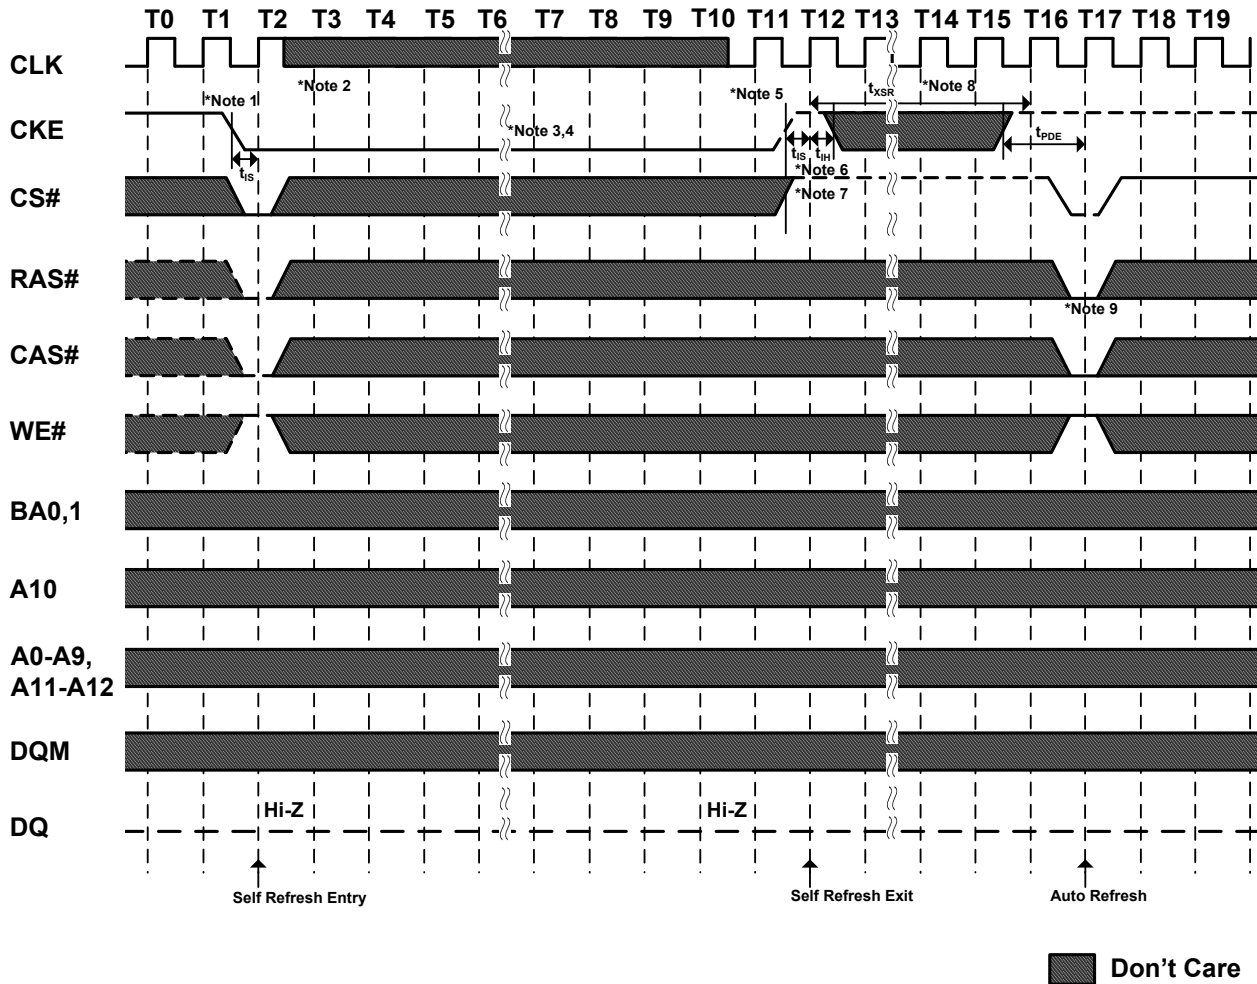 T0 T1 T2 T3 T4 T5 T6 T7 T8 T9 T10 T11 T12 T13 T14 T15 T16 T17 T18 T19
CLK
*Note 2
*Note 1
*Note 5
tXSR
*Note 8
CKE
*Note 3,4
tIS
tIS
tIH
tPDE
*Note 6
CS#
*Note 7
RAS#
*Note 9
CAS#
WE#
BA0,1
A10
A0-A9,
A11-A12
DQM
Hi-Z
Hi-Z
DQ
Self Refresh Entry
Self Refresh Exit
Auto Refresh
Don't Care